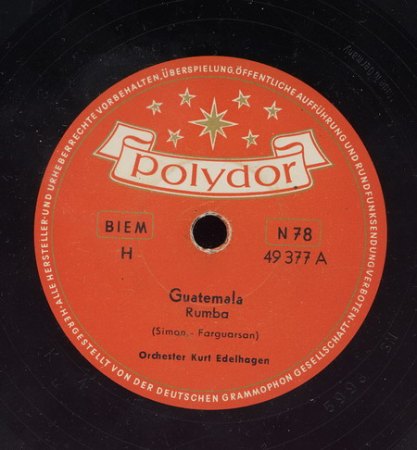 ALLE HERSTELLER- UND URHEBERRECHTE VORBEHALTEN. ÜBERSPIELUNG, ÖFFENTLICHE AUFFÜHRUNG UND RUNDFUNKSENDUNG VERBOTEN.
polydor
BIEM
N 78
H
49 377 A
Guatemala
Rumba
(Simon - Farguarsan)
Orchester Kurt Edelhagen
HERGESTELLT VON DER DEUTSCHEN GRAMMOPHON GESELLSCHAFT